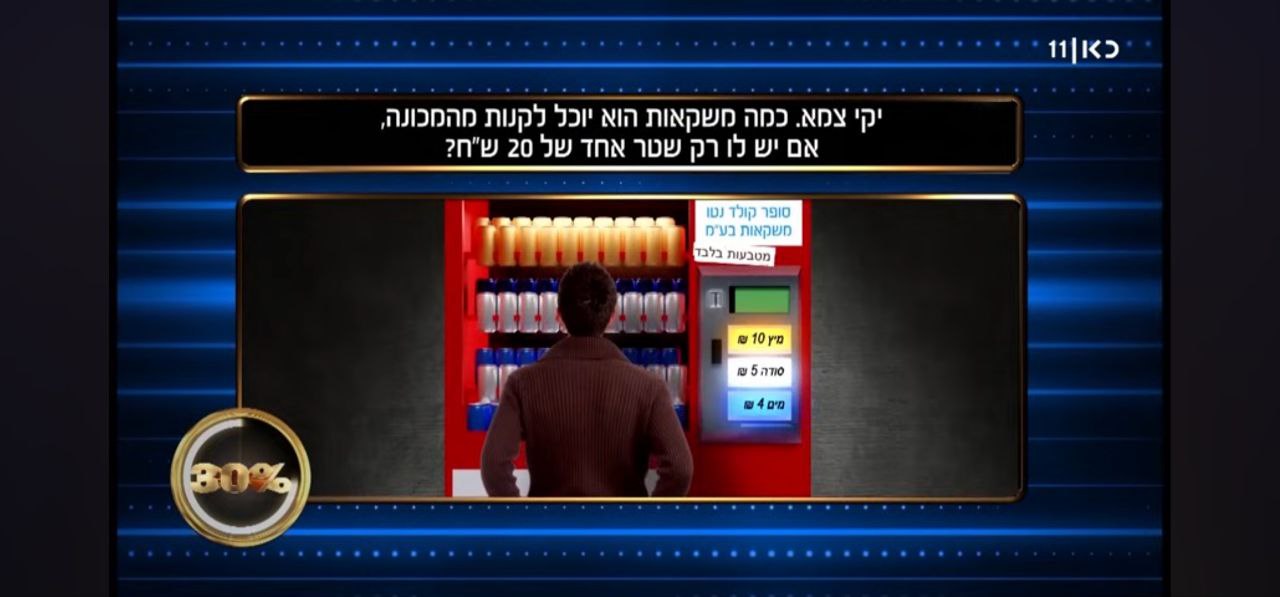 כאן 11
יקי צמא. כמה משקאות הוא יוכל לקנות מהמכונה,
אם יש לו רק שטר אחד של 20 ש"ח?
סופר קולד נטו
משקאות בע"מ
מטבעות בלבד
מיץ 10 ₪
סודה 5 ₪
מים 4 ₪
30%